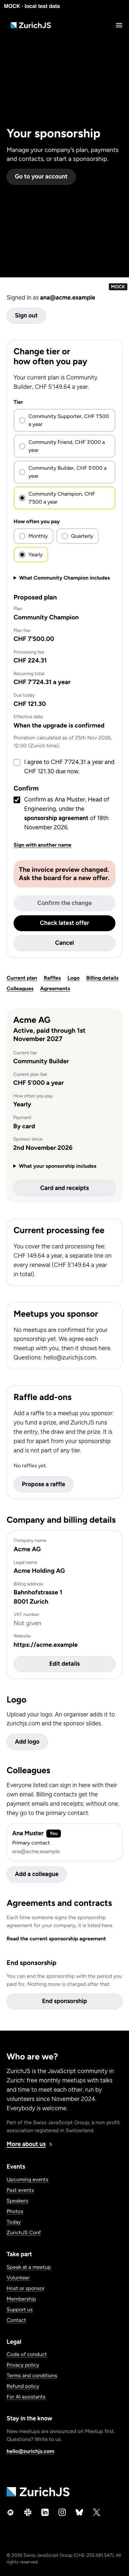 MOCK · local test data
ZurichJS
Your sponsorship
Manage your company's plan, payments
and contacts, or start a sponsorship.
Go to your account
MOCK
Signed in as ana@acme.example
Sign out
Change tier or
how often you pay
Your current plan is Community
Builder, CHF 5'149.64 a year.
Tier
Community Supporter, CHF 1'500
a year
Community Friend, CHF 3'000 a
year
Community Builder, CHF 5'000 a
year
Community Champion, CHF
7'500 a year
How often you pay
Monthly
Quarterly
Yearly
What Community Champion includes
Proposed plan
Plan
Community Champion
Plan fee
CHF 7'500.00
Processing fee
CHF 224.31
Recurring total
CHF 7'724.31 a year
Due today
CHF 121.30
Effective date
When the upgrade is confirmed
Proration calculated as of 25th Nov 2026,
12:00 (Zurich time).
I agree to CHF 7'724.31 a year and
CHF 121.30 due now.
Confirm
Confirm as Ana Muster, Head of
Engineering, under the
sponsorship agreement of 18th
November 2026.
Sign with another name
The invoice preview changed.
Ask the board for a new offer.
Confirm the change
Check latest offer
Cancel
Current plan Raffles Logo Billing details
Colleagues Agreements
Acme AG
Active, paid through 1st
November 2027
Current tier
Community Builder
Current plan fee
CHF 5'000 a year
How often you pay
Yearly
Payment
By card
Sponsor since
2nd November 2026
What your sponsorship includes
Card and receipts
Current processing fee
You cover the card processing fee:
CHF 149.64 a year, a separate line on
every renewal (CHF 5'149.64 a year
in total).
Meetups you sponsor
No meetups are confirmed for your
sponsorship yet. We agree each
meetup with you, then it shows here.
Questions: hello@zurichjs.com.
Raffle add-ons
Add a raffle to a meetup you sponsor:
you fund a prize, and ZurichJS runs
the entry, the draw and the prize. It is
paid apart from your sponsorship
and is not part of any tier.
No raffles yet.
Propose a raffle
Company and billing details
Company name
Acme AG
Legal name
Acme Holding AG
Billing address
Bahnhofstrasse 1
8001 Zurich
VAT number
Not given
Website
https://acme.example
Edit details
Logo
Upload your logo. An organiser adds it to
zurichjs.com and the sponsor slides.
Add logo
Colleagues
Everyone listed can sign in here with their
own email. Billing contacts get the
payment emails and receipts. If you add no
one, they go to the primary contact.
Ana Muster You
Primary contact
ana@acme.example
Add a colleague
Agreements and contracts
Each time someone signs the sponsorship
agreement for your company, it is listed here.
Read the current sponsorship agreement.
End sponsorship
You can end the sponsorship with the period you
paid for. Nothing more is charged after that.
End sponsorship
Who are we?
ZurichJS is the JavaScript community in
Zurich: free monthly meetups with talks
and time to meet each other, run by
volunteers since November 2024.
Everybody is welcome.
Part of the Swiss JavaScript Group, a non-profit
association registered in Switzerland.
More about us
Events
Upcoming events
Past events
Speakers
Photos
Today
ZurichJS Conf
Take part
Speak at a meetup
Volunteer
Host or sponsor
Membership
Support us
Contact
Legal
Code of conduct
Privacy policy
Terms and conditions
Refund policy
For AI assistants
Stay in the know
New meetups are announced on Meetup first.
Questions? Write to us.
hello@zurichjs.com
ZurichJS
© 2026 Swiss JavaScript Group (CHE-255.581.547). All
rights reserved.